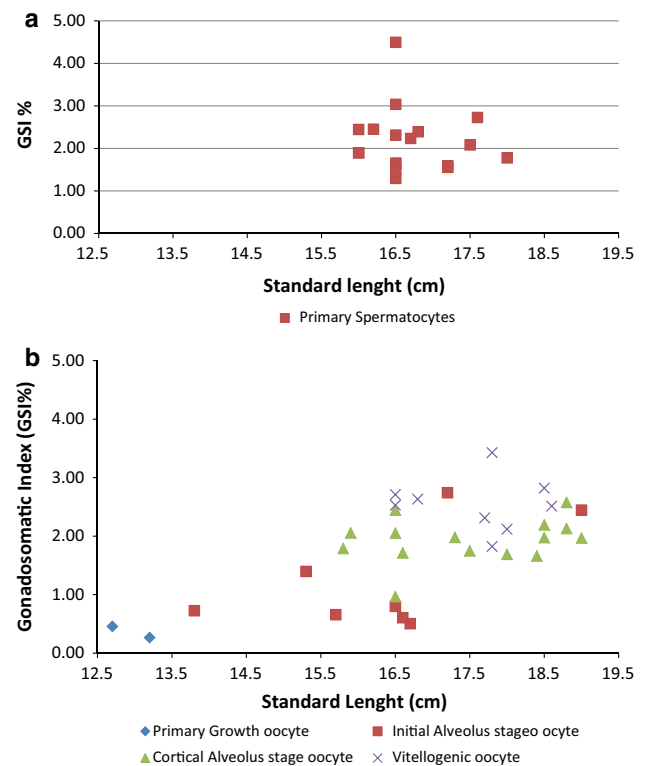 a
5.00
4.00
3.00
2.00
1.00
0.00
GSI %
12.5 13.5 14.5 15.5 16.5 17.5 18.5 19.5
Standard lenght (cm)
Primary Spermatocytes
b
5.00
4.00
3.00
2.00
1.00
0.00
Gonadosomatic Index (GSI%)
12.5 13.5 14.5 15.5 16.5 17.5 18.5 19.5
Standard Lenght (cm)
Primary Growth oocyte Initial Alveolus stageo ocyte
Cortical Alveolus stage oocyte Vitellogenic oocyte